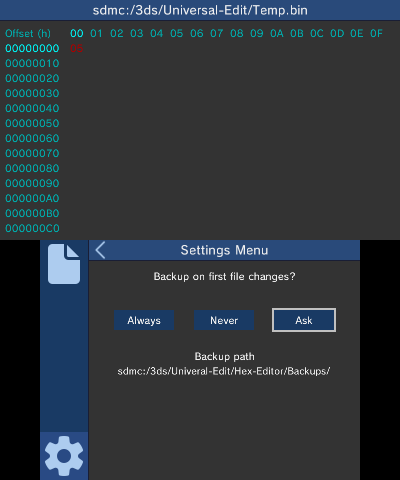 sdmc:/3ds/Universal-Edit/Temp.bin
Offset (h) 00 01 02 03 04 05 06 07 08 09 0A 0B 0C 0D 0E 0F
00000000
00000010
00000020
00000030
00000040
00000050
00000060
00000070
00000080
00000090
000000A0
000000B0
000000C0
Settings Menu
Backup on first file changes?
Always Never Ask
Backup path
sdmc:/3ds/Univeral-Edit/Hex-Editor/Backups/